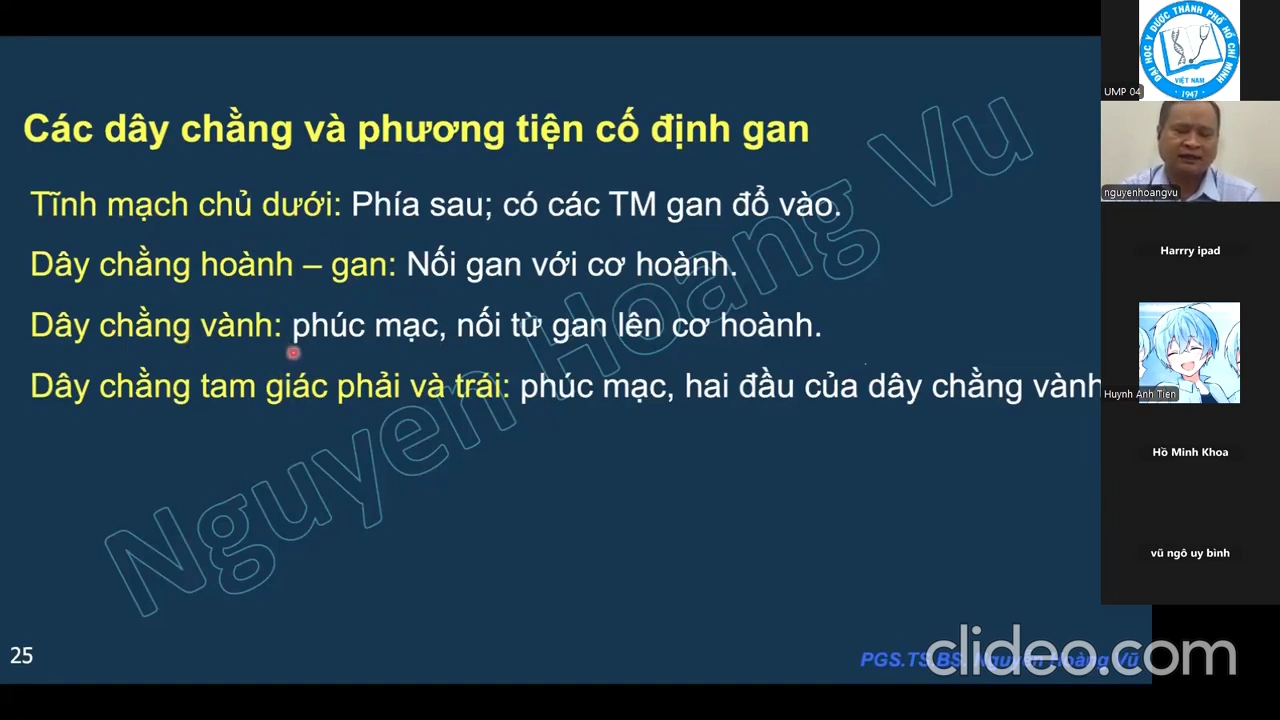 Các dây chằng và phương tiện cố định gan
Tĩnh mạch chủ dưới: Phía sau; có các TM gan đổ vào.
Dây chằng hoành – gan: Nối gan với cơ hoành.
Dây chằng vành: phúc mạc, nối từ gan lên cơ hoành.
Dây chằng tam giác phải và trái: phúc mạc, hai đầu của dây chằng vành
Nguyen Hoang Vu
25
PGS.TS.BS. Nguyễn Hoàng Vũ
clideo.com
ĐẠI HỌC Y DƯỢC THÀNH PHỐ HỒ CHÍ MINH
VIỆT NAM
1947
UMP 04
nguyenhoangvu
Harrry ipad
Huynh Anh Tien
Hồ Minh Khoa
vũ ngô uy bình